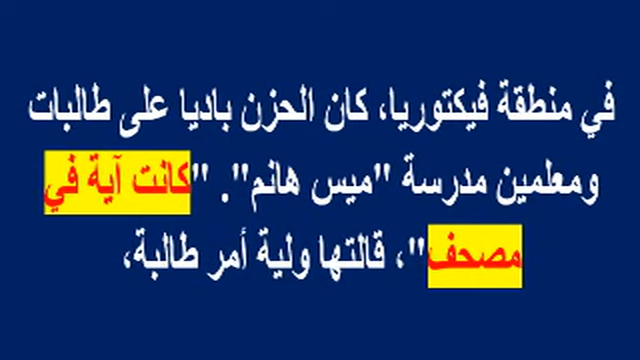 في منطقة فيكتوريا، كان الحزن باديا على طالبات
ومعلمين مدرسة "ميس هانم". "كانت آية في
مصحف"، قالتها ولية أمر طالبة،